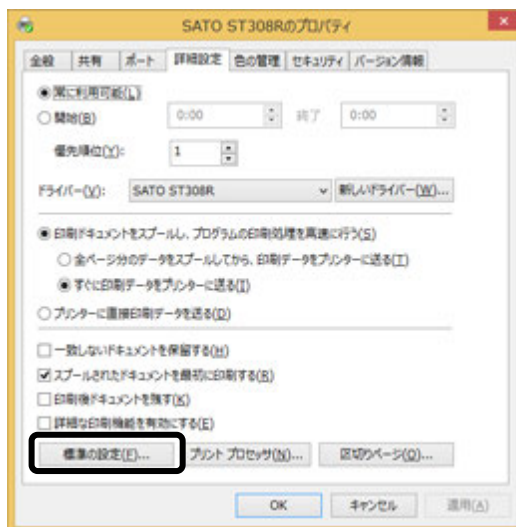 SATO ST308Rのプロパティ
全般 共有 ポート 詳細設定 色の管理 セキュリティ バージョン情報
常に利用可能(L)
開始(B) 0:00 終了 0:00
優先順位(Y): 1
ドライバー(V): SATO ST308R 新しいドライバー(W)...
印刷ドキュメントをスプールし、プログラムの印刷処理を高速に行う(S)
全ページ分のデータをスプールしてから、印刷データをプリンターに送る(T)
すぐに印刷データをプリンターに送る(I)
プリンターに直接印刷データを送る(D)
一致しないドキュメントを保留する(H)
スプールされたドキュメントを最初に印刷する(R)
印刷後ドキュメントを残す(K)
詳細な印刷機能を有効にする(E)
標準の設定(F)... プリント プロセッサ(N)... 区切りページ(O)...
OK キャンセル 適用(A)